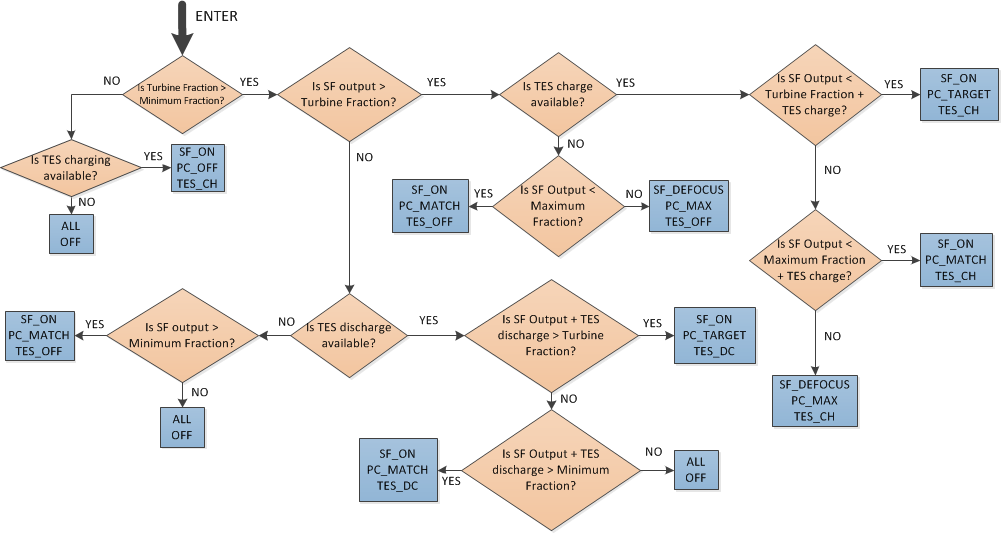 ENTER
Is Turbine Fraction >
Minimum Fraction?
NO
YES
Is SF output >
Turbine Fraction?
YES
NO
Is TES charge
available?
YES
NO
Is SF Output <
Turbine Fraction +
TES charge?
YES
NO
SF_ON
PC_TARGET
TES_CH
Is TES charging
available?
YES
NO
SF_ON
PC_OFF
TES_CH
ALL
OFF
SF_ON
PC_MATCH
TES_OFF
YES
Is SF Output <
Maximum
Fraction?
NO
SF_DEFOCUS
PC_MAX
TES_OFF
Is SF Output <
Maximum Fraction
+ TES charge?
YES
NO
SF_ON
PC_MATCH
TES_CH
SF_DEFOCUS
PC_MAX
TES_CH
SF_ON
PC_MATCH
TES_OFF
YES
Is SF output >
Minimum Fraction?
NO
ALL
OFF
NO
Is TES discharge
available?
YES
Is SF Output + TES
discharge > Turbine
Fraction?
YES
NO
SF_ON
PC_TARGET
TES_DC
SF_ON
PC_MATCH
TES_DC
YES
Is SF Output + TES
discharge > Minimum
Fraction?
NO
ALL
OFF